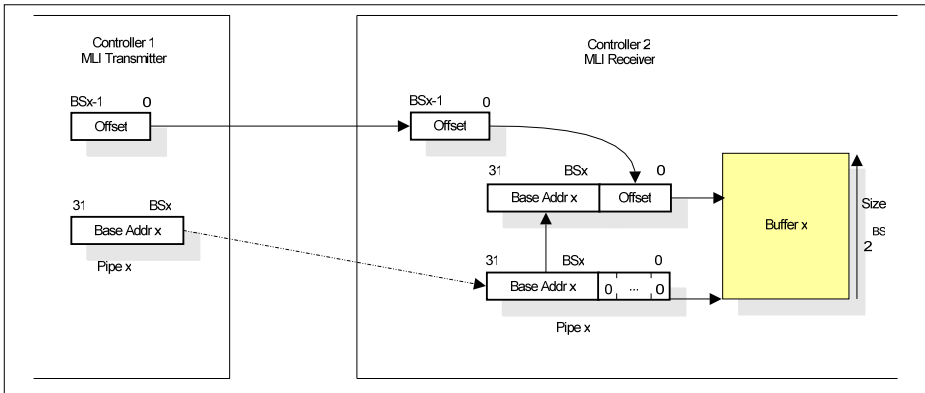 Controller 1
MLI Transmitter
BSx-1 0
Offset
31 BSx
Base Addr x
Pipe x
Controller 2
MLI Receiver
BSx-1 0
Offset
31 BSx 0
Base Addr x Offset
31 BSx 0
Base Addr x 0 ... 0
Pipe x
Buffer x
Size
BS
2